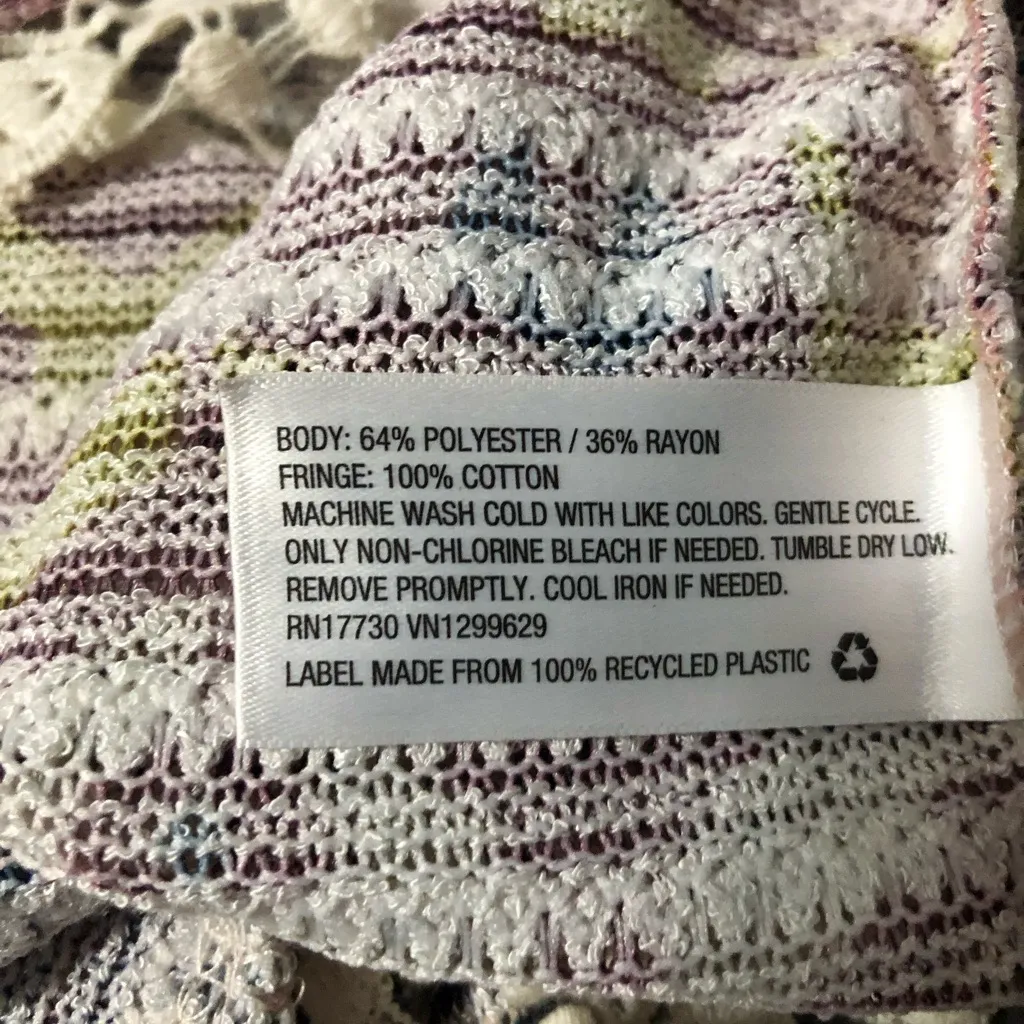 BODY: 64% POLYESTER / 36% RAYON
FRINGE: 100% COTTON
MACHINE WASH COLD WITH LIKE COLORS. GENTLE CYCLE.
ONLY NON-CHLORINE BLEACH IF NEEDED. TUMBLE DRY LOW.
REMOVE PROMPTLY. COOL IRON IF NEEDED.
RN17730 VN1299629
LABEL MADE FROM 100% RECYCLED PLASTIC